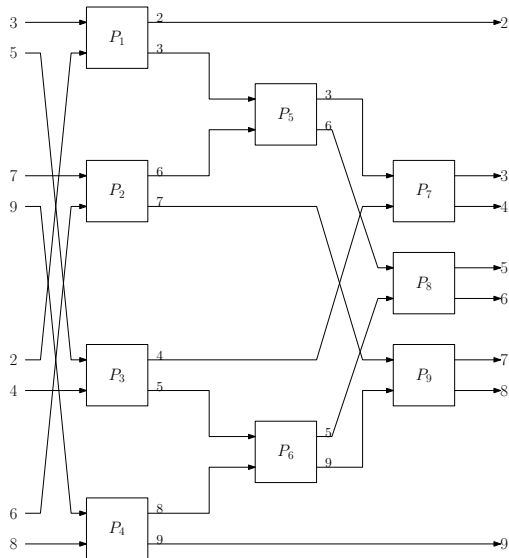 3 P₁ 2 2
5 3
P₅ 3
7 P₂ 6 6
9 7 P₇ 3
4
P₈ 5
6
2 P₃ 4 P₉ 7
4 5 8
P₆ 5
6 P₄ 8 9
8 9 9